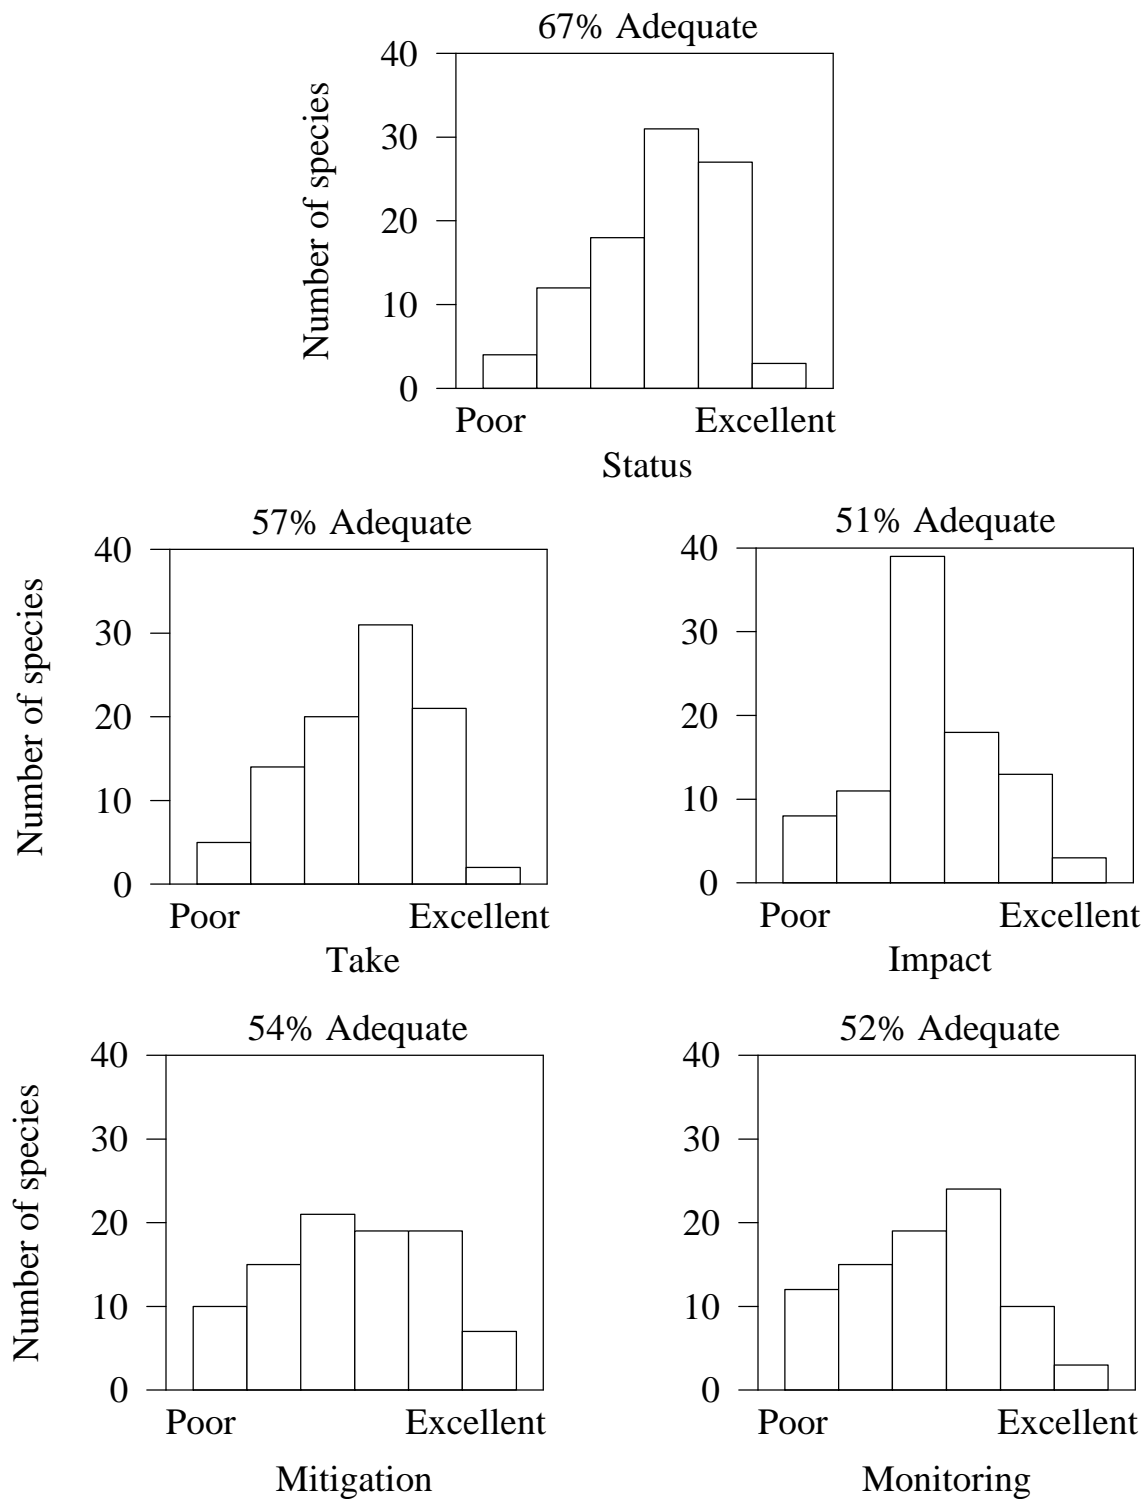 67% Adequate
Number of species
40
30
20
10
0
Poor Excellent
Status
57% Adequate
Number of species
40
30
20
10
0
Poor Excellent
Take
51% Adequate
40
30
20
10
0
Poor Excellent
Impact
54% Adequate
Number of species
40
30
20
10
0
Poor Excellent
Mitigation
52% Adequate
40
30
20
10
0
Poor Excellent
Monitoring